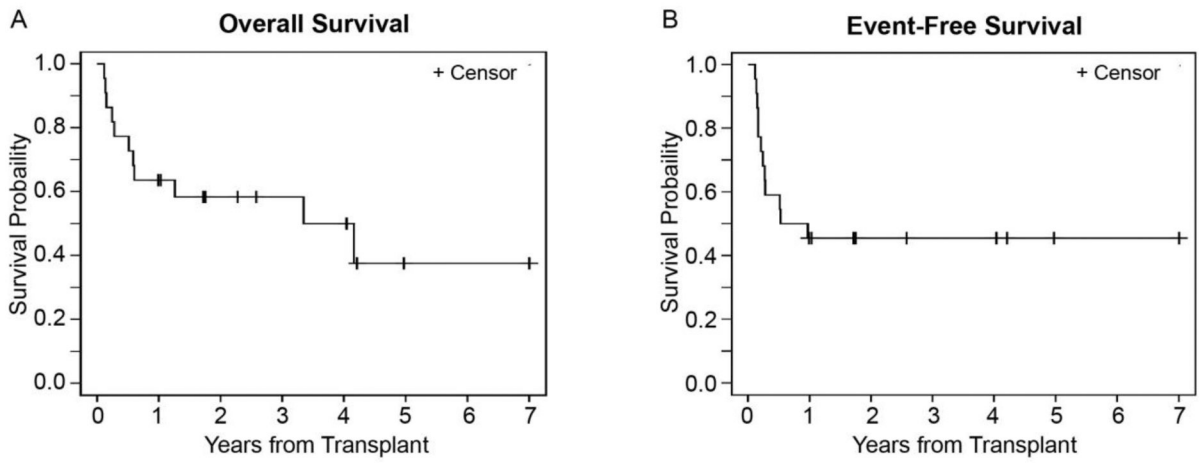 A
Overall Survival
+ Censor
Survival Probaility
1.0
0.8
0.6
0.4
0.2
0.0
0 1 2 3 4 5 6 7
Years from Transplant
B
Event-Free Survival
+ Censor
Survival Probaility
1.0
0.8
0.6
0.4
0.2
0.0
0 1 2 3 4 5 6 7
Years from Transplant